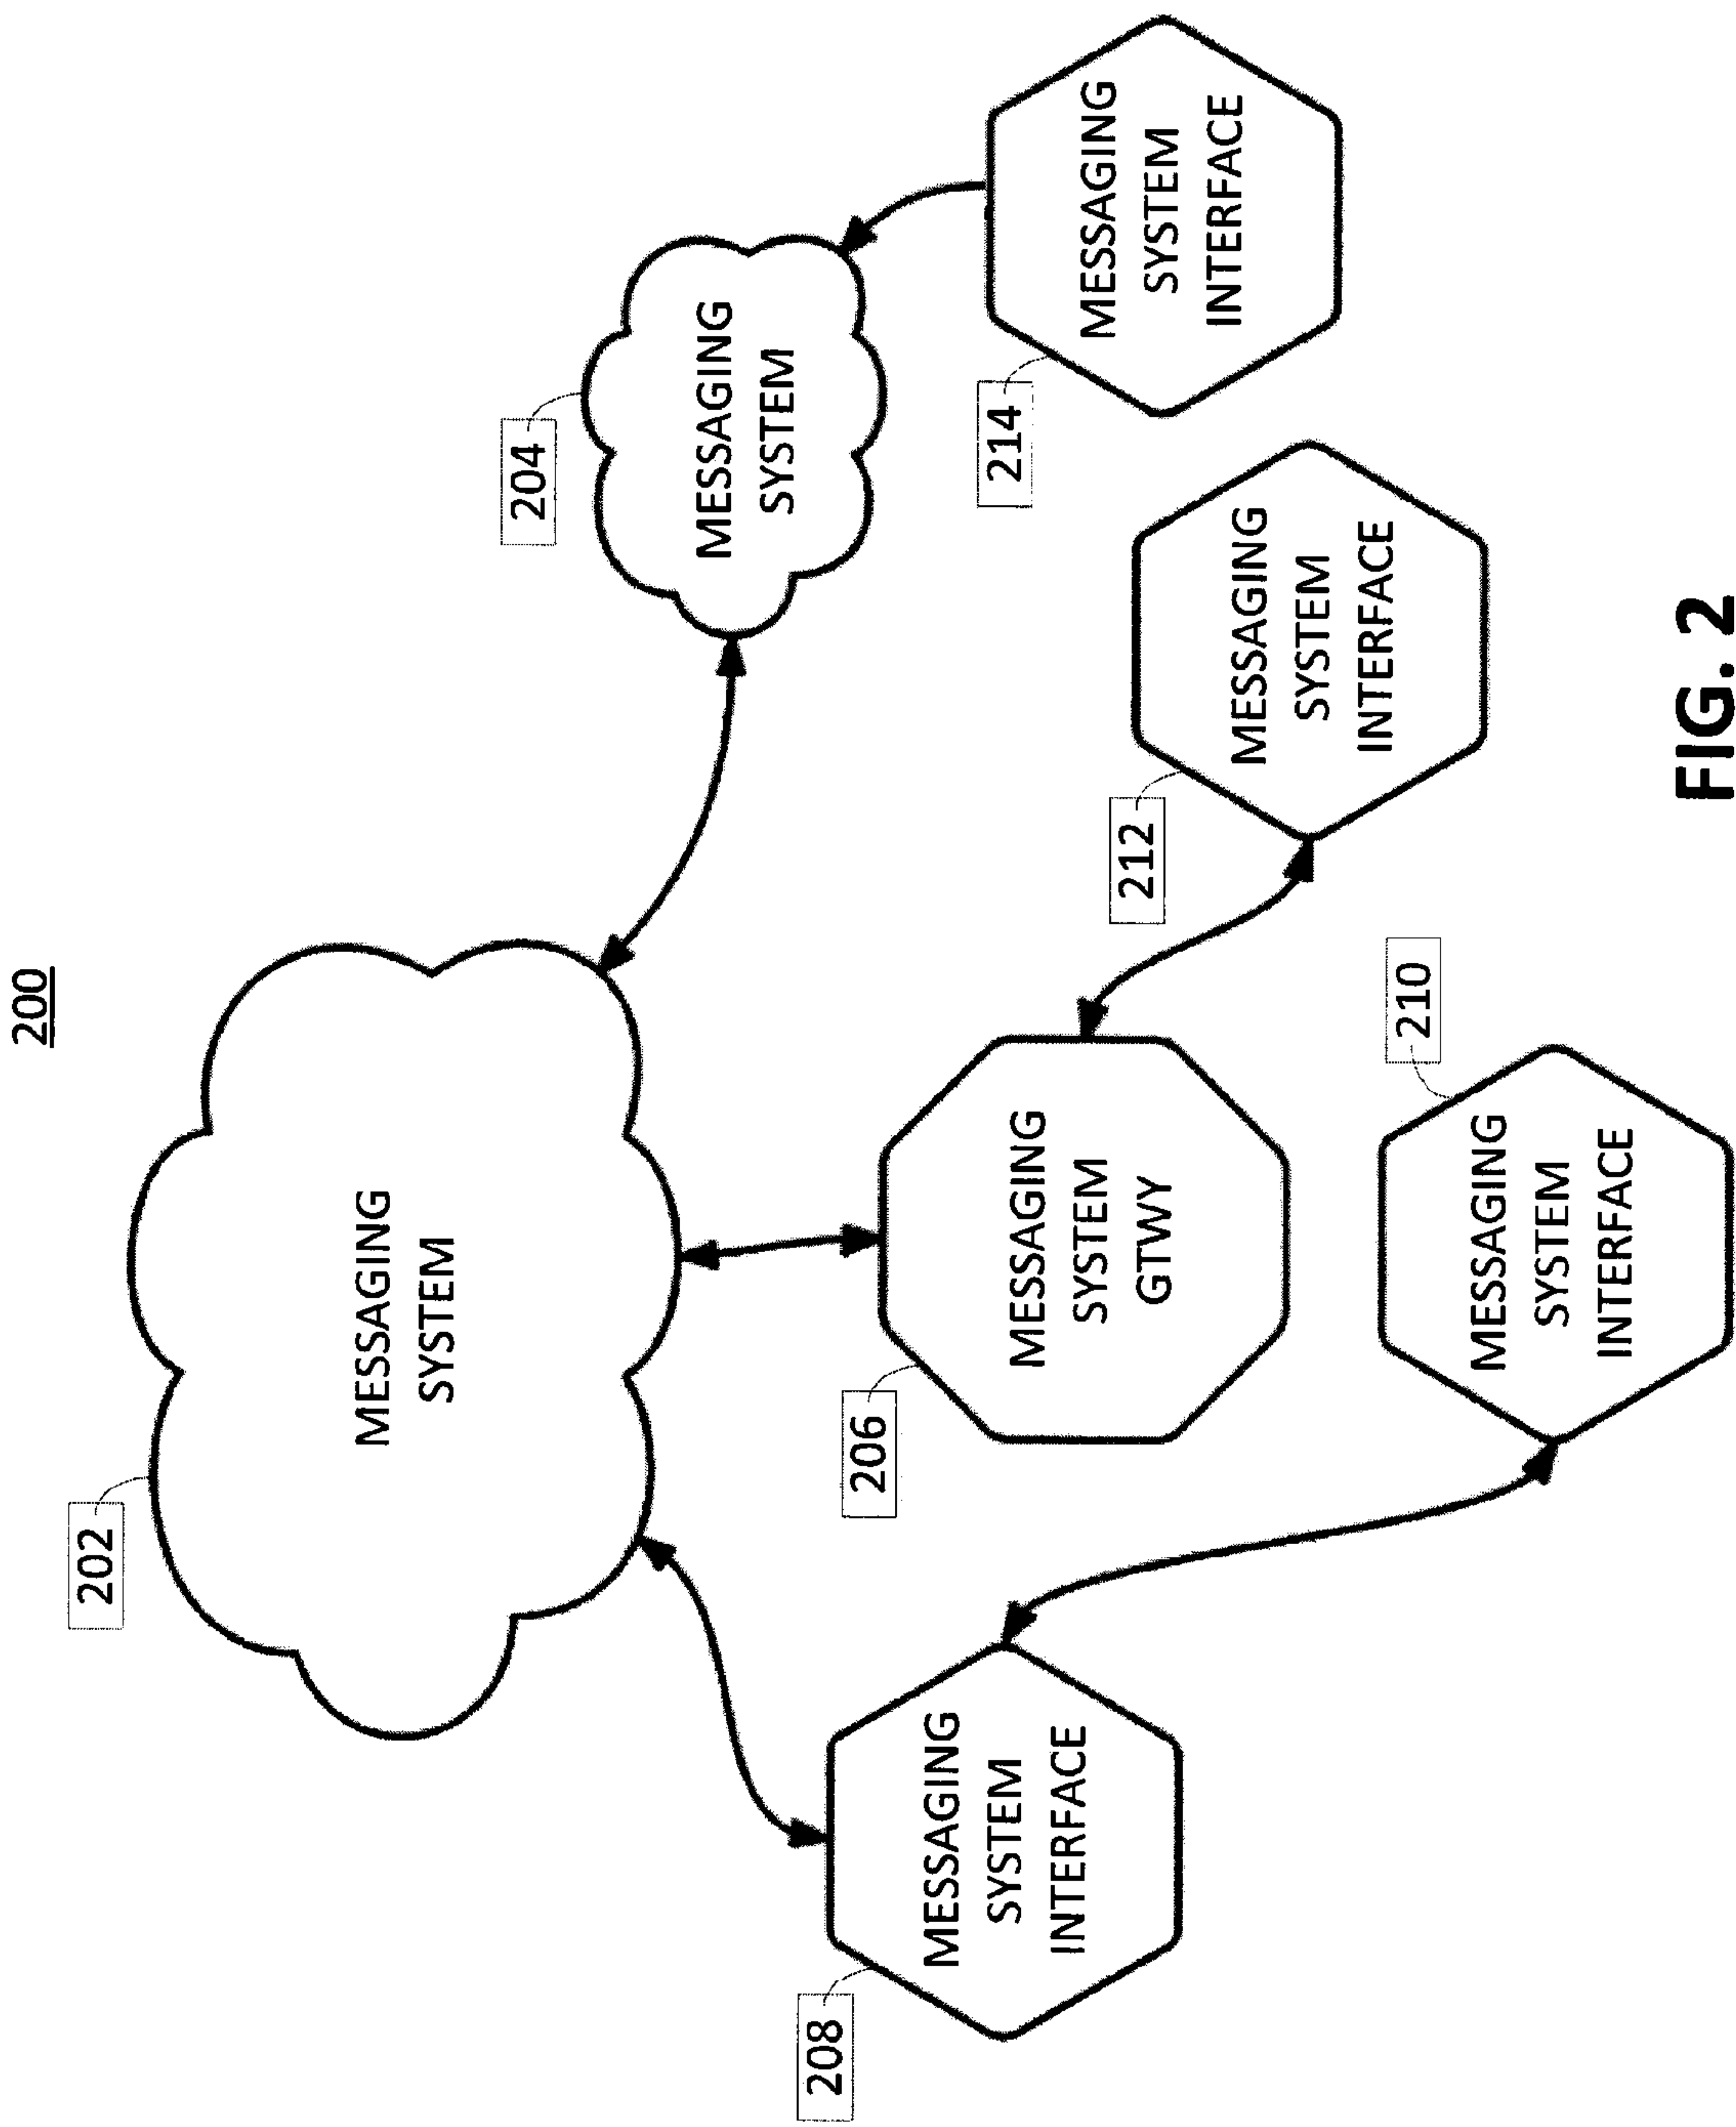 200
202
MESSAGING
SYSTEM
204
MESSAGING
SYSTEM
208
MESSAGING
SYSTEM
INTERFACE
206
MESSAGING
SYSTEM
GTWY
214
MESSAGING
SYSTEM
INTERFACE
212
MESSAGING
SYSTEM
INTERFACE
210
MESSAGING
SYSTEM
INTERFACE
FIG. 2